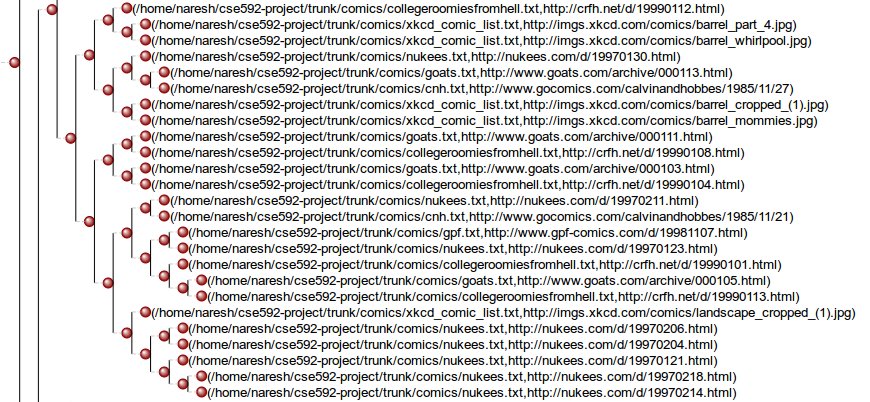 (/home/naresh/cse592-project/trunk/comics/collegeroomiesfromhell.txt,http://crfh.net/d/19990112.html)
(/home/naresh/cse592-project/trunk/comics/xkcd_comic_list.txt,http://imgs.xkcd.com/comics/barrel_part_4.jpg)
(/home/naresh/cse592-project/trunk/comics/xkcd_comic_list.txt,http://imgs.xkcd.com/comics/barrel_whirlpool.jpg)
(/home/naresh/cse592-project/trunk/comics/nukees.txt,http://nukees.com/d/19970130.html)
(/home/naresh/cse592-project/trunk/comics/goats.txt,http://www.goats.com/archive/000113.html)
(/home/naresh/cse592-project/trunk/comics/cnh.txt,http://www.gocomics.com/calvinandhobbes/1985/11/27)
(/home/naresh/cse592-project/trunk/comics/xkcd_comic_list.txt,http://imgs.xkcd.com/comics/barrel_cropped_(1).jpg)
(/home/naresh/cse592-project/trunk/comics/xkcd_comic_list.txt,http://imgs.xkcd.com/comics/barrel_mommies.jpg)
(/home/naresh/cse592-project/trunk/comics/goats.txt,http://www.goats.com/archive/000111.html)
(/home/naresh/cse592-project/trunk/comics/collegeroomiesfromhell.txt,http://crfh.net/d/19990108.html)
(/home/naresh/cse592-project/trunk/comics/goats.txt,http://www.goats.com/archive/000103.html)
(/home/naresh/cse592-project/trunk/comics/collegeroomiesfromhell.txt,http://crfh.net/d/19990104.html)
(/home/naresh/cse592-project/trunk/comics/nukees.txt,http://nukees.com/d/19970211.html)
(/home/naresh/cse592-project/trunk/comics/cnh.txt,http://www.gocomics.com/calvinandhobbes/1985/11/21)
(/home/naresh/cse592-project/trunk/comics/gpf.txt,http://www.gpf-comics.com/d/19981107.html)
(/home/naresh/cse592-project/trunk/comics/nukees.txt,http://nukees.com/d/19970123.html)
(/home/naresh/cse592-project/trunk/comics/collegeroomiesfromhell.txt,http://crfh.net/d/19990101.html)
(/home/naresh/cse592-project/trunk/comics/goats.txt,http://www.goats.com/archive/000105.html)
(/home/naresh/cse592-project/trunk/comics/collegeroomiesfromhell.txt,http://crfh.net/d/19990113.html)
(/home/naresh/cse592-project/trunk/comics/xkcd_comic_list.txt,http://imgs.xkcd.com/comics/landscape_cropped_(1).jpg)
(/home/naresh/cse592-project/trunk/comics/nukees.txt,http://nukees.com/d/19970206.html)
(/home/naresh/cse592-project/trunk/comics/nukees.txt,http://nukees.com/d/19970204.html)
(/home/naresh/cse592-project/trunk/comics/nukees.txt,http://nukees.com/d/19970121.html)
(/home/naresh/cse592-project/trunk/comics/nukees.txt,http://nukees.com/d/19970218.html)
(/home/naresh/cse592-project/trunk/comics/nukees.txt,http://nukees.com/d/19970214.html)